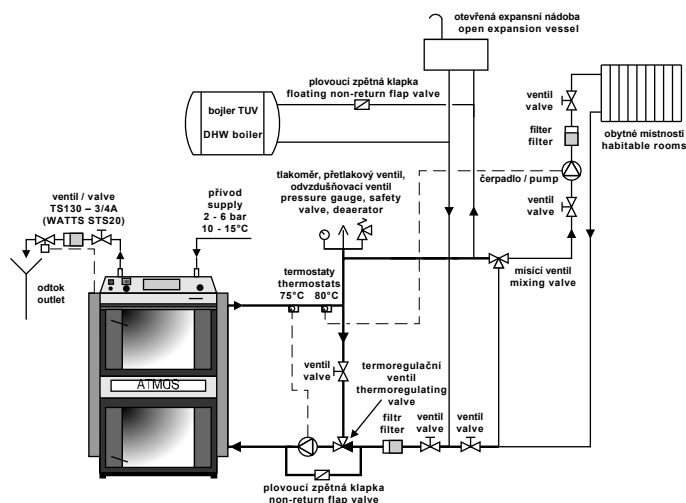 otevřená expansní nádoba
open expansion vessel
plovoucí zpětná klapka
floating non-return flap valve
bojler TUV
DHW boiler
ventil
valve
filter
filter
obytné místnosti
habitable rooms
tlakoměr, přetlakový ventil,
odvzdušňovací ventil
pressure gauge, safety
valve, deaerator
čerpadlo / pump
ventil
valve
ventil / valve
TS130 – 3/4A
(WATTS STS20)
přívod
supply
2 - 6 bar
10 - 15°C
odtok
outlet
termostaty
thermostats
75°C 80°C
mísící ventil
mixing valve
ventil
valve
termoregulační
ventil
thermoregulating
valve
ATMOS
filtr
filter
ventil
valve
ventil
valve
plovoucí zpětná klapka
non-return flap valve